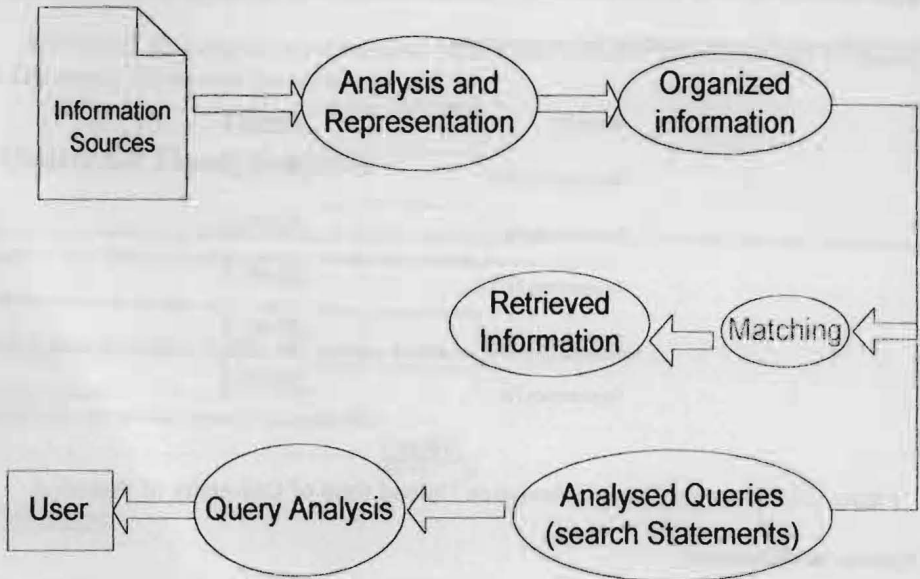 Information
Sources
Analysis and
Representation
Organized
information
Retrieved
Information
Matching
User
Query Analysis
Analysed Queries
(search Statements)